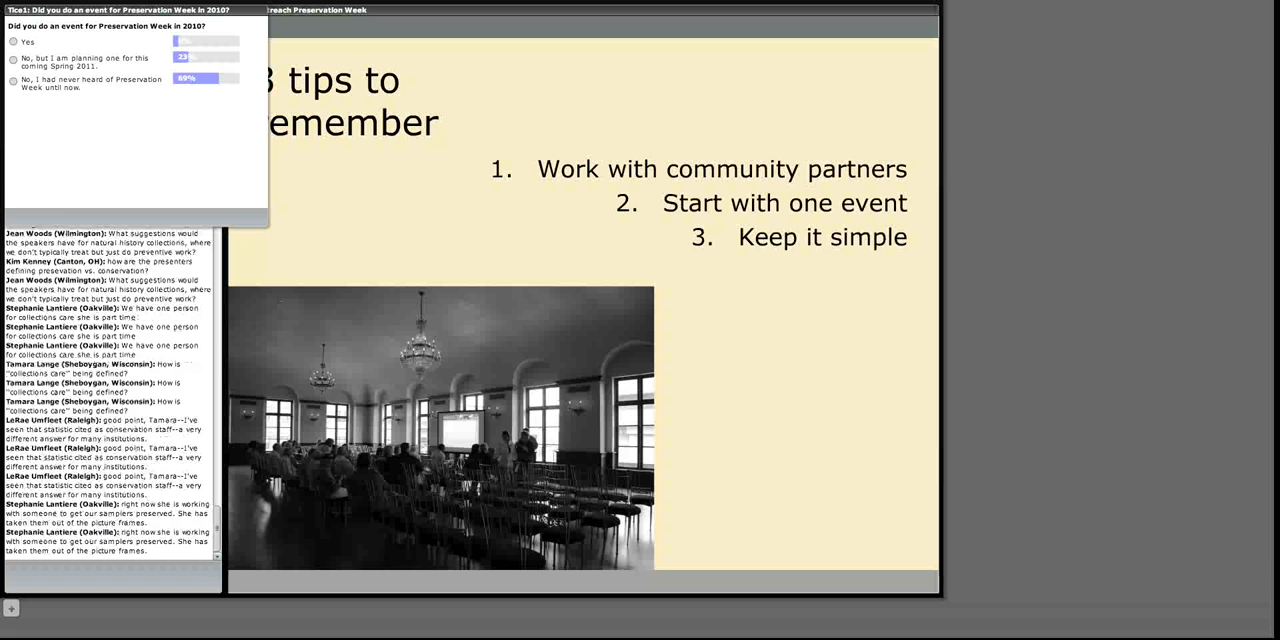 Tice1: Did you do an event for Preservation Week in 2010?
treach Preservation Week
Did you do an event for Preservation Week in 2010?
Yes
No, but I am planning one for this
coming Spring 2011.
23
No, I had never heard of Preservation
Week until now.
69%
3 tips to
emember
1. Work with community partners
2. Start with one event
3. Keep it simple
Jean Woods (Wilmington): What suggestions would
the speakers have for natural history collections, where
we don't typically treat but just do preventive work?
Kim Kenney (Canton, OH): how are the presenters
defining presevation vs. conservation?
Jean Woods (Wilmington): What suggestions would
the speakers have for natural history collections, where
we don't typically treat but just do preventive work?
Stephanie Lantiere (Oakville): We have one person
for collections care she is part time
Stephanie Lantiere (Oakville): We have one person
for collections care she is part time
Stephanie Lantiere (Oakville): We have one person
for collections care she is part time
Tamara Lange (Sheboygan, Wisconsin): How is
"collections care" being defined?
Tamara Lange (Sheboygan, Wisconsin): How is
"collections care" being defined?
Tamara Lange (Sheboygan, Wisconsin): How is
"collections care" being defined?
LeRae Umfleet (Raleigh): good point, Tamara--I've
seen that statistic cited as conservation staff--a very
different answer for many institutions.
LeRae Umfleet (Raleigh): good point, Tamara--I've
seen that statistic cited as conservation staff--a very
different answer for many institutions.
LeRae Umfleet (Raleigh): good point, Tamara--I've
seen that statistic cited as conservation staff--a very
different answer for many institutions.
Stephanie Lantiere (Oakville): right now she is working
with someone to get our samplers preserved. She has
taken them out of the picture frames.
Stephanie Lantiere (Oakville): right now she is working
with someone to get our samplers preserved. She has
taken them out of the picture frames.